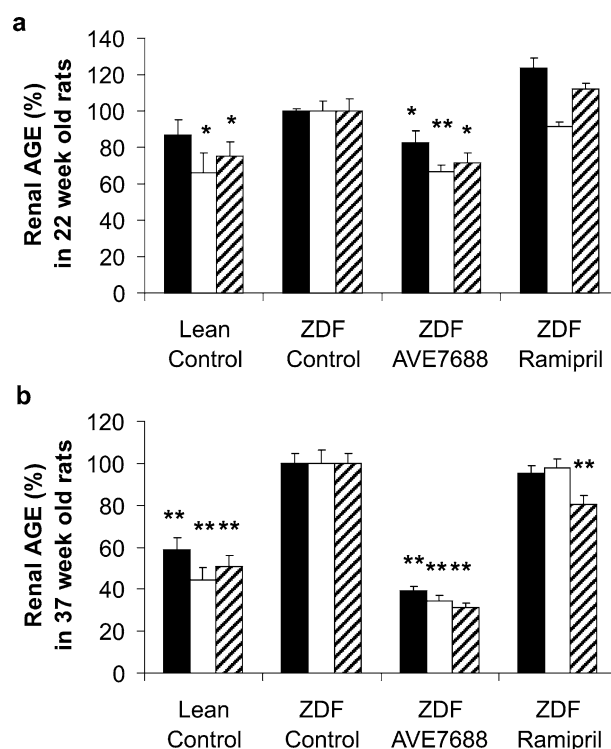 a
Renal AGE (%)
in 22 week old rats
140
120
100
80
60
40
20
0
* *
* ** *
Lean Control
ZDF Control
ZDF AVE7688
ZDF Ramipril
b
Renal AGE (%)
in 37 week old rats
120
100
80
60
40
20
0
** ** **
** ** **
**
Lean Control
ZDF Control
ZDF AVE7688
ZDF Ramipril